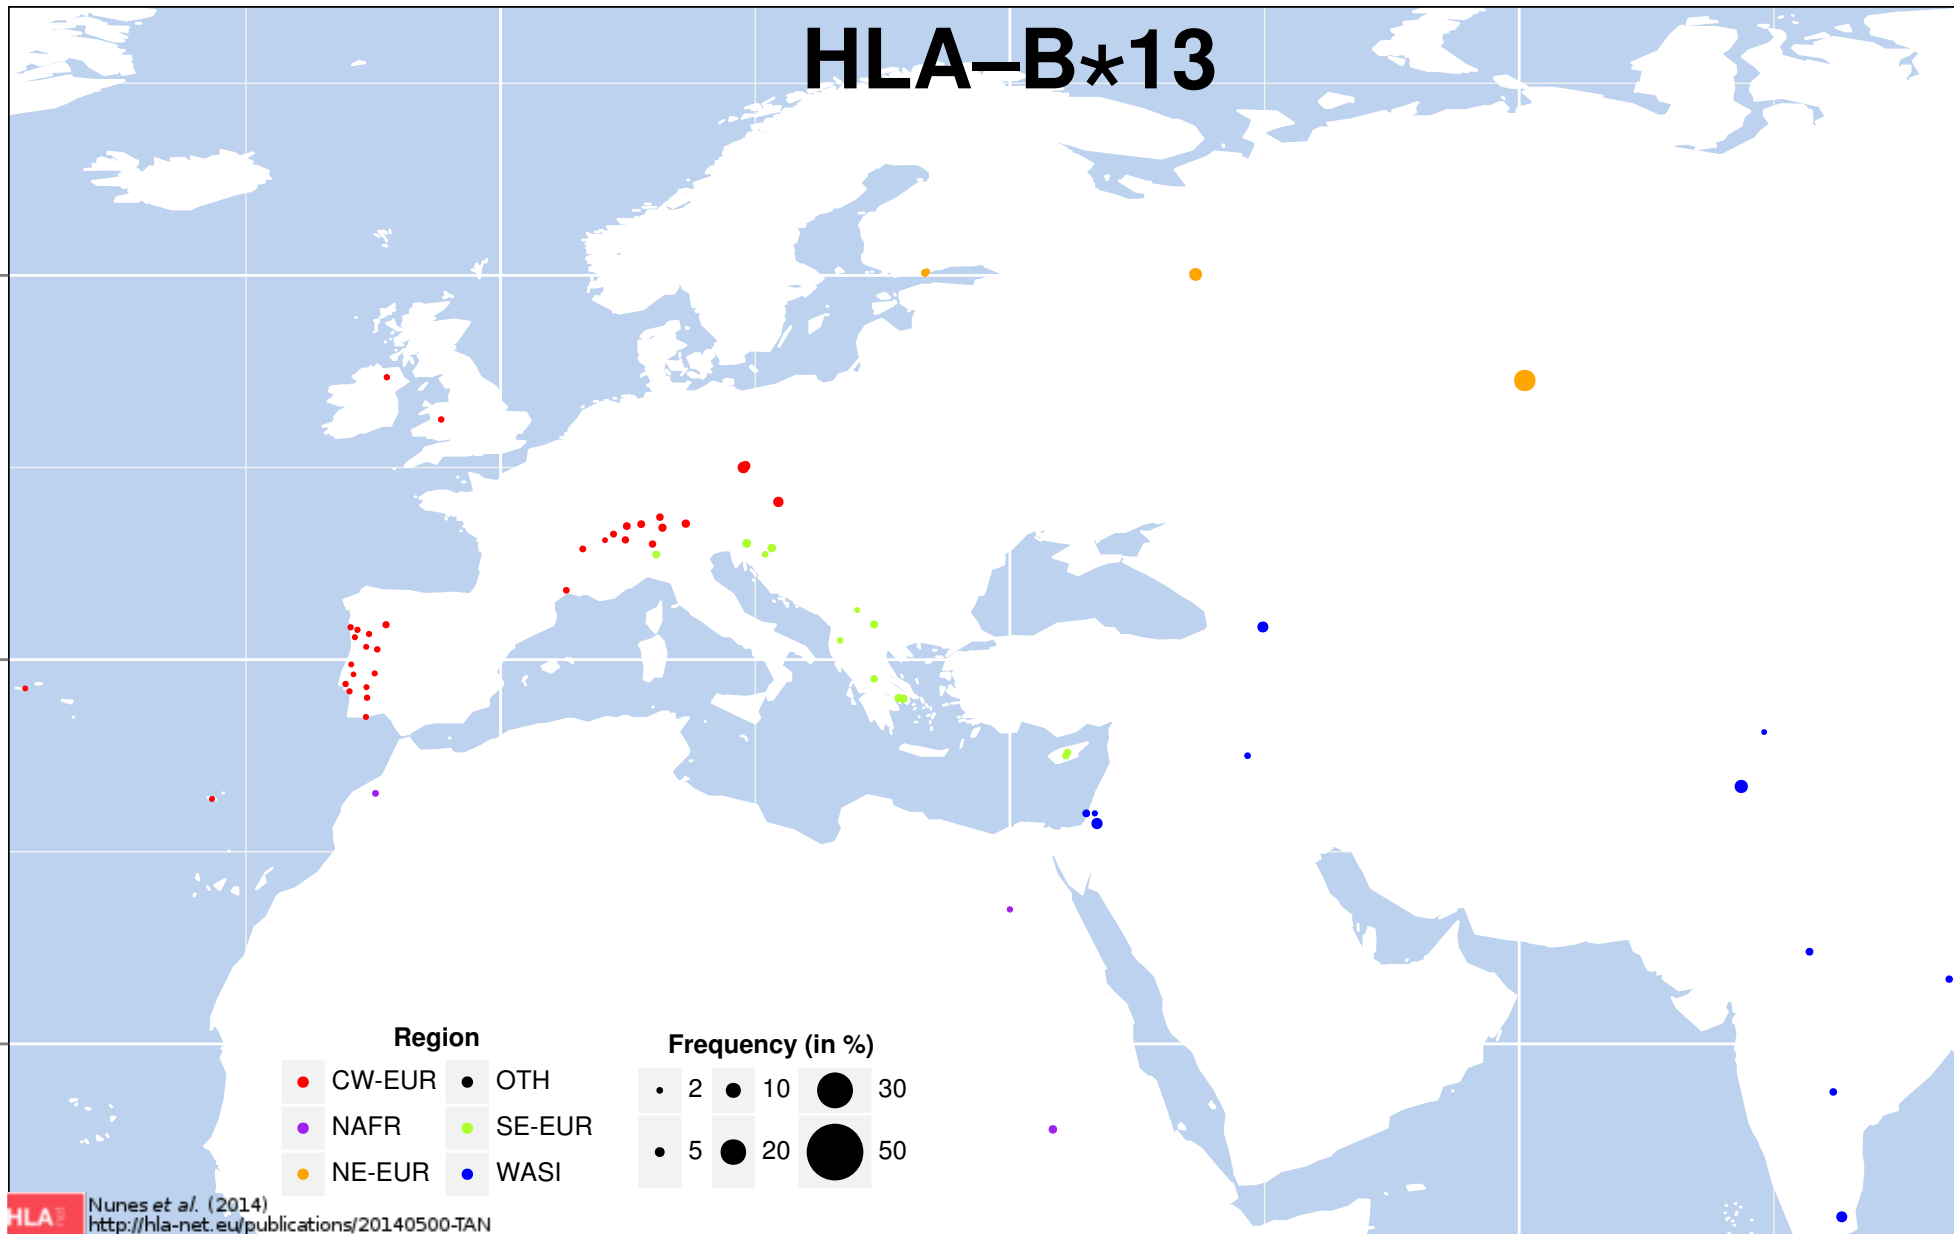 HLA–B*13
Region
CW-EUR
OTH
NAFR
SE-EUR
NE-EUR
WASI
Frequency (in %)
2
10
30
5
20
50
HLA net
Nunes et al. (2014)
http://hla-net.eu/publications/20140500-TAN